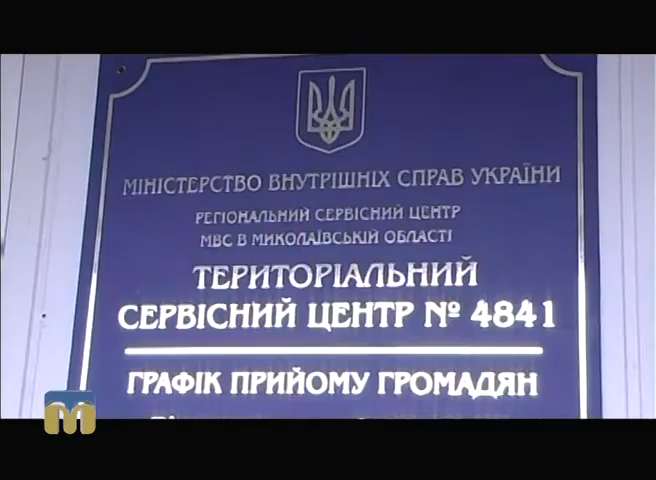 МІНІСТЕРСТВО ВНУТРІШНІХ СПРАВ УКРАЇНИ
РЕГІОНАЛЬНИЙ СЕРВІСНИЙ ЦЕНТР
МВС В МИКОЛАЇВСЬКІЙ ОБЛАСТІ
ТЕРИТОРІАЛЬНИЙ
СЕРВІСНИЙ ЦЕНТР № 4841
ГРАФІК ПРИЙОМУ ГРОМАДЯН